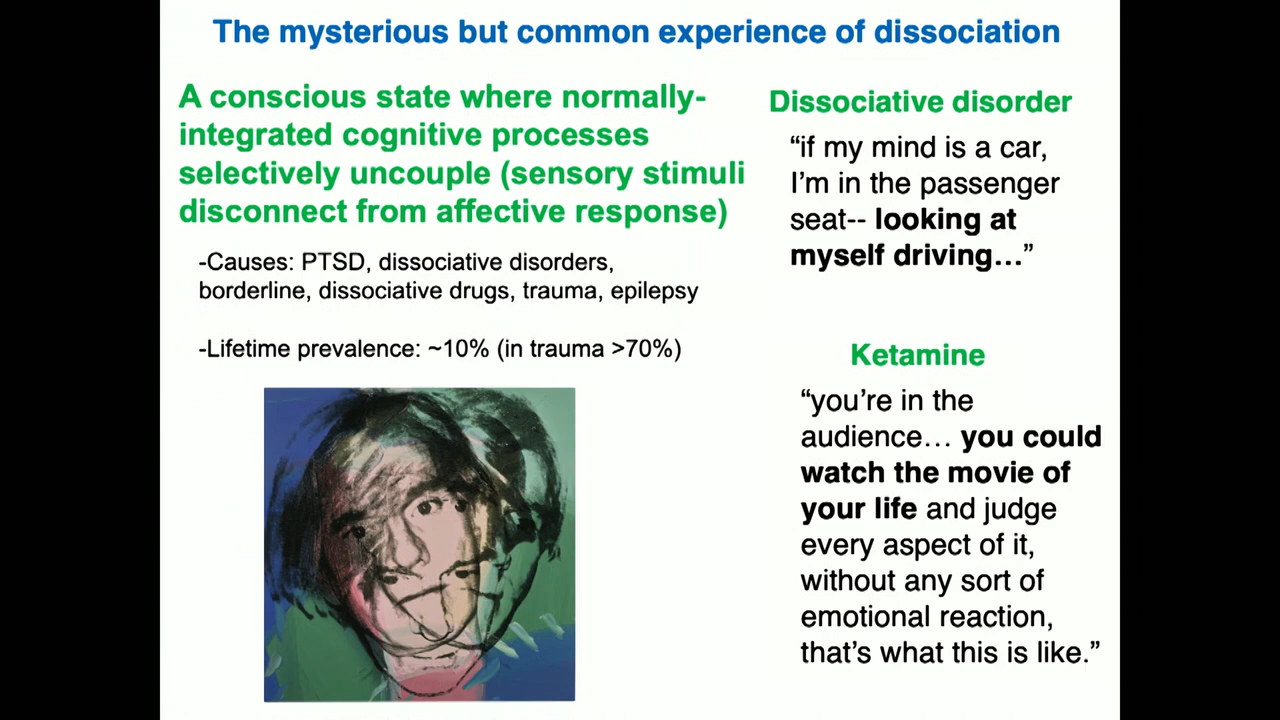 The mysterious but common experience of dissociation
A conscious state where normally-
integrated cognitive processes
selectively uncouple (sensory stimuli
disconnect from affective response)
-Causes: PTSD, dissociative disorders,
borderline, dissociative drugs, trauma, epilepsy
-Lifetime prevalence: ~10% (in trauma >70%)
Dissociative disorder
“if my mind is a car,
I’m in the passenger
seat-- looking at
myself driving…”
Ketamine
“you’re in the
audience… you could
watch the movie of
your life and judge
every aspect of it,
without any sort of
emotional reaction,
that’s what this is like.”